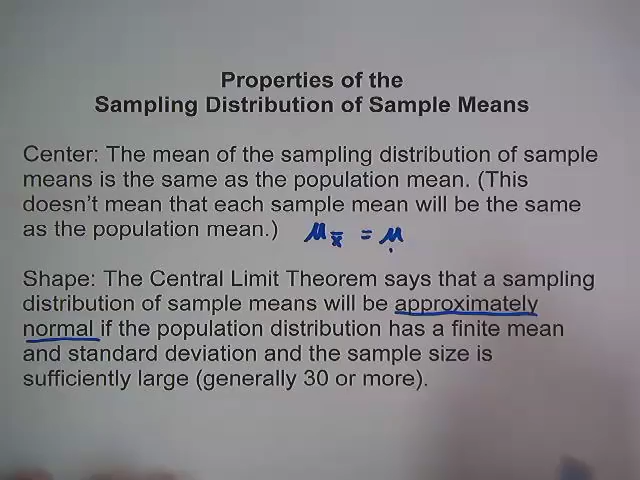 Properties of the
Sampling Distribution of Sample Means
Center: The mean of the sampling distribution of sample
means is the same as the population mean. (This
doesn't mean that each sample mean will be the same
as the population mean.) μx̄ = μ
Shape: The Central Limit Theorem says that a sampling
distribution of sample means will be approximately
normal if the population distribution has a finite mean
and standard deviation and the sample size is
sufficiently large (generally 30 or more).